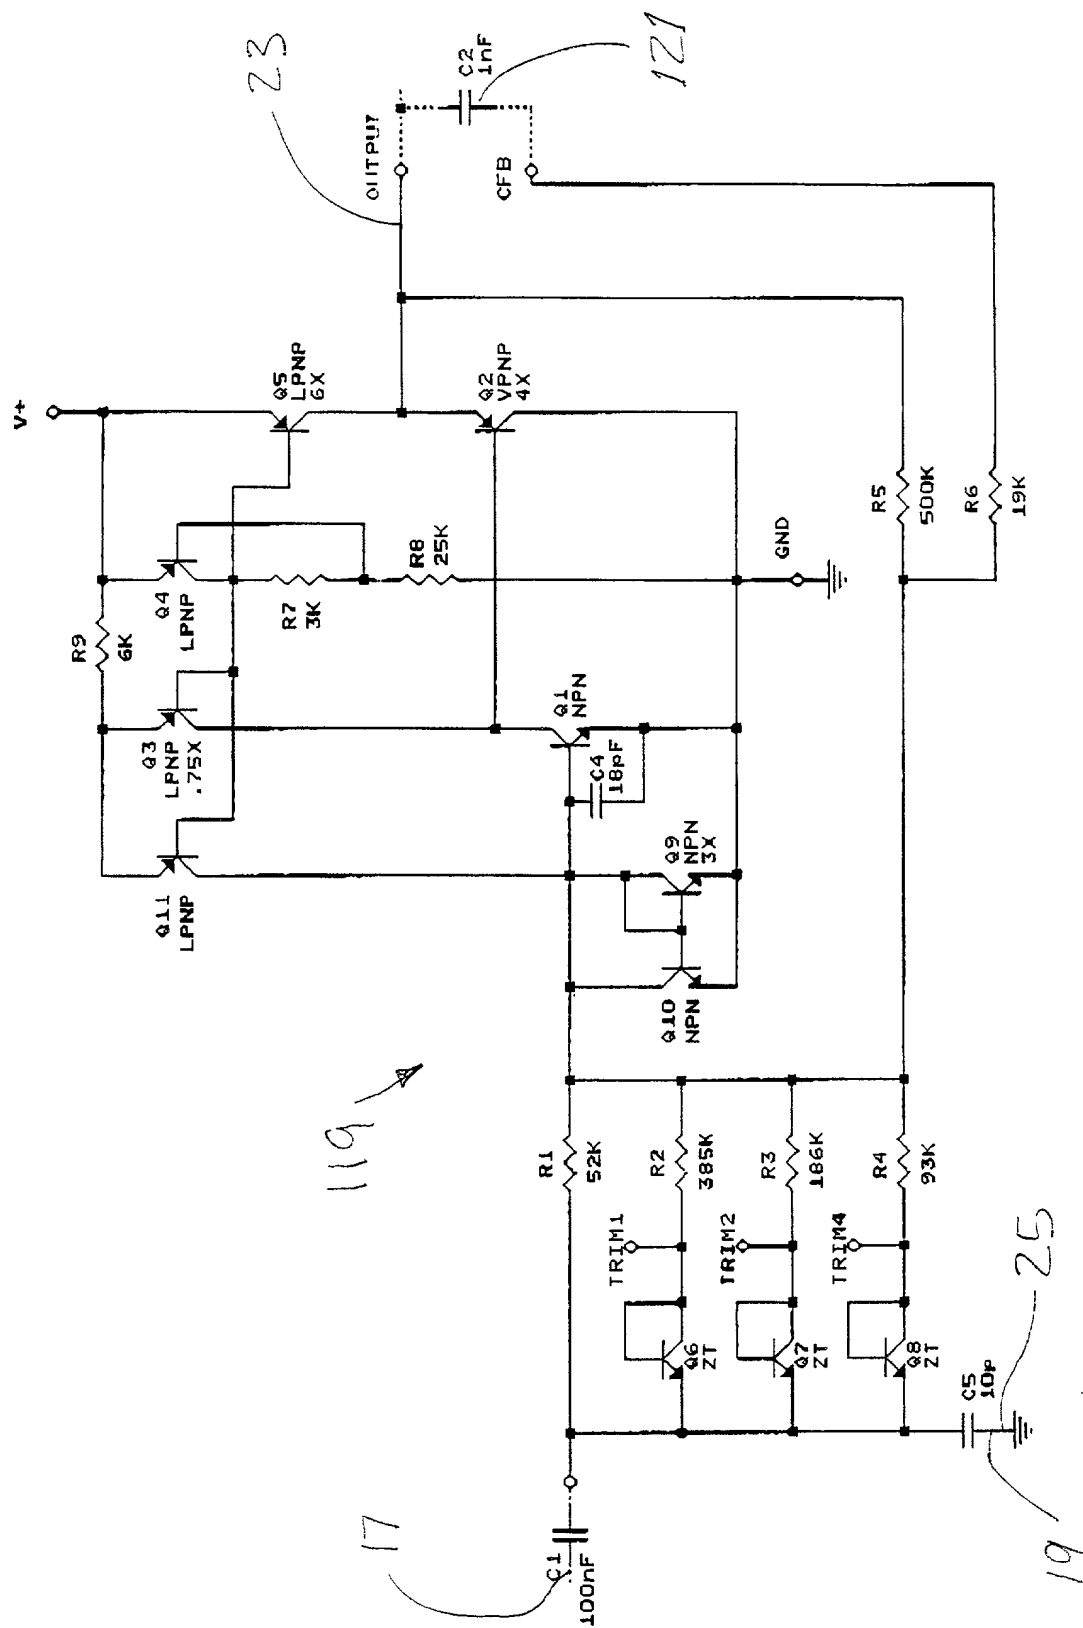 V+
R9
6K
Q11
LPNP
Q3
LPNP
.75X
Q4
LPNP
Q5
LPNP
6X
R7
3K
R8
25K
Q2
VPNP
4X
23
OUTPUT
C2
1nF
CFB
121
119
17
C1
100nF
R1
52K
Q10
NPN
Q9
NPN
3X
C4
18pF
Q1
NPN
GND
TRIM1
R2
385K
Q6
ZT
TRIM2
R3
186K
Q7
ZT
TRIM4
R4
93K
Q8
ZT
R5
500K
R6
19K
C5
10p
19
25